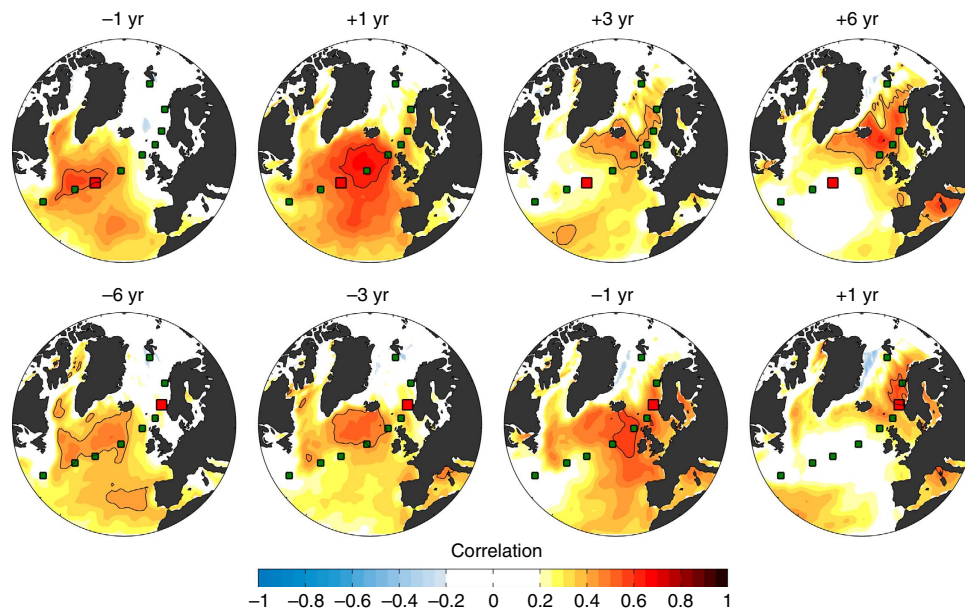 –1 yr +1 yr +3 yr +6 yr
–6 yr –3 yr –1 yr +1 yr
Correlation
–1 –0.8 –0.6 –0.4 –0.2 0 0.2 0.4 0.6 0.8 1